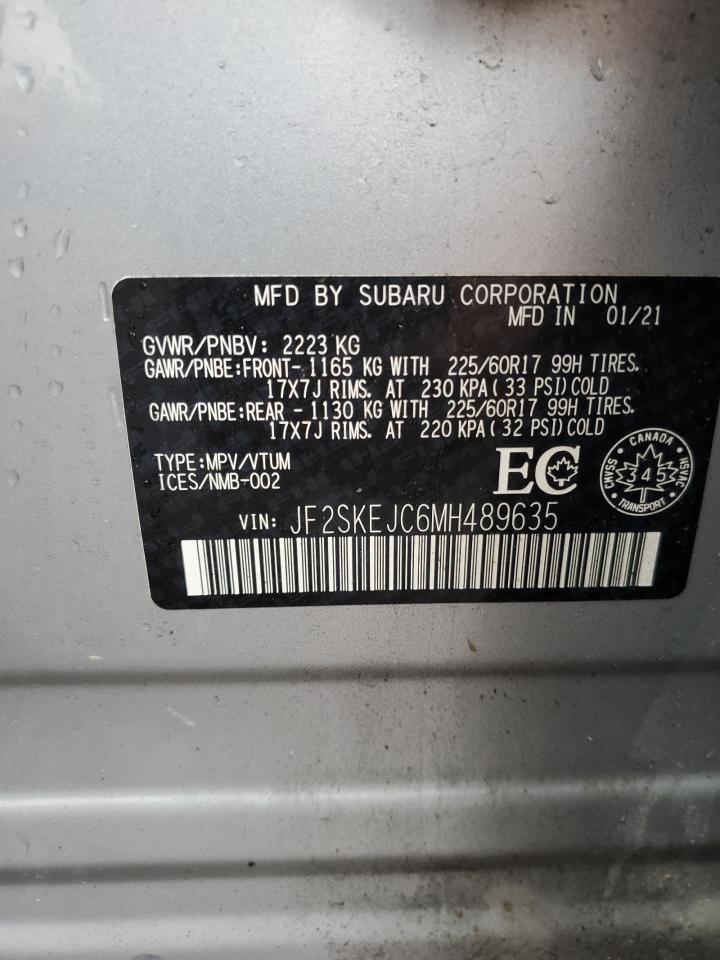 MFD BY SUBARU CORPORATION
MFD IN 01/21
GVWR/PNBV: 2223 KG
GAWR/PNBE:FRONT- 1165 KG WITH 225/60R17 99H TIRES.
17X7J RIMS. AT 230 KPA ( 33 PSI) COLD
GAWR/PNBE:REAR - 1130 KG WITH 225/60R17 99H TIRES.
17X7J RIMS. AT 220 KPA ( 32 PSI) COLD
TYPE:MPV/VTUM
ICES/NMB-002
EC
CANADA
CMVSS
345
NSVAC
TRANSPORT
VIN: JF2SKEJC6MH489635